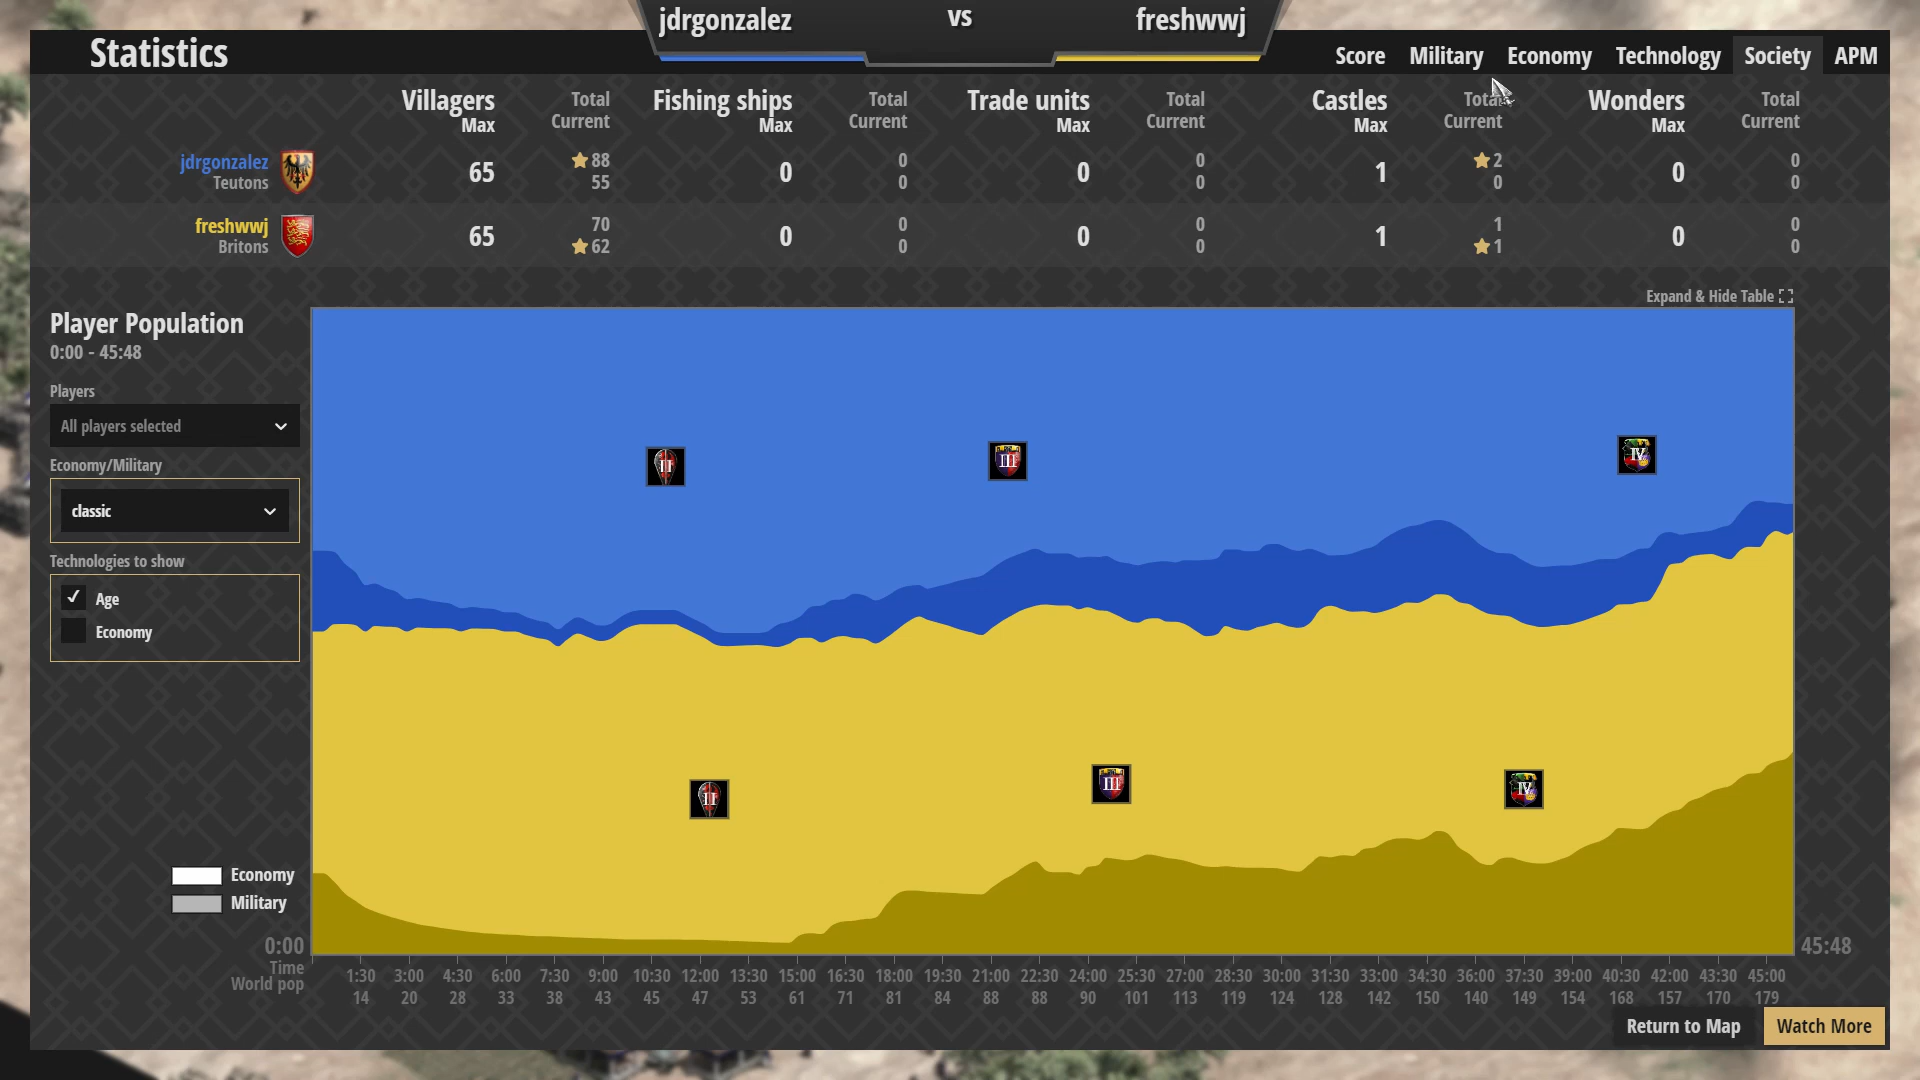 jdrgonzalez vs freshwwj
Statistics
Score Military Economy Technology Society APM
Villagers Total Fishing ships Total Trade units Total Castles Total Wonders Total
Max Current Max Current Max Current Max Current Max Current
jdrgonzalez 65 88 0 0 0 0 1 2 0 0
Teutons 55 0 0 0 0
freshwwj 65 70 0 0 0 0 1 1 0 0
Britons 62 0 0 1 0
Expand & Hide Table
Player Population
0:00 - 45:48
Players
All players selected
Economy/Military
classic
Technologies to show
Age
Economy
II
III
IV
II
III
IV
Economy
Military
0:00 45:48
Time 1:30 3:00 4:30 6:00 7:30 9:00 10:30 12:00 13:30 15:00 16:30 18:00 19:30 21:00 22:30 24:00 25:30 27:00 28:30 30:00 31:30 33:00 34:30 36:00 37:30 39:00 40:30 42:00 43:30 45:00
World pop 14 20 28 33 38 43 45 47 53 61 71 81 84 88 88 90 101 113 119 124 128 142 150 140 149 154 168 157 170 179
Return to Map Watch More